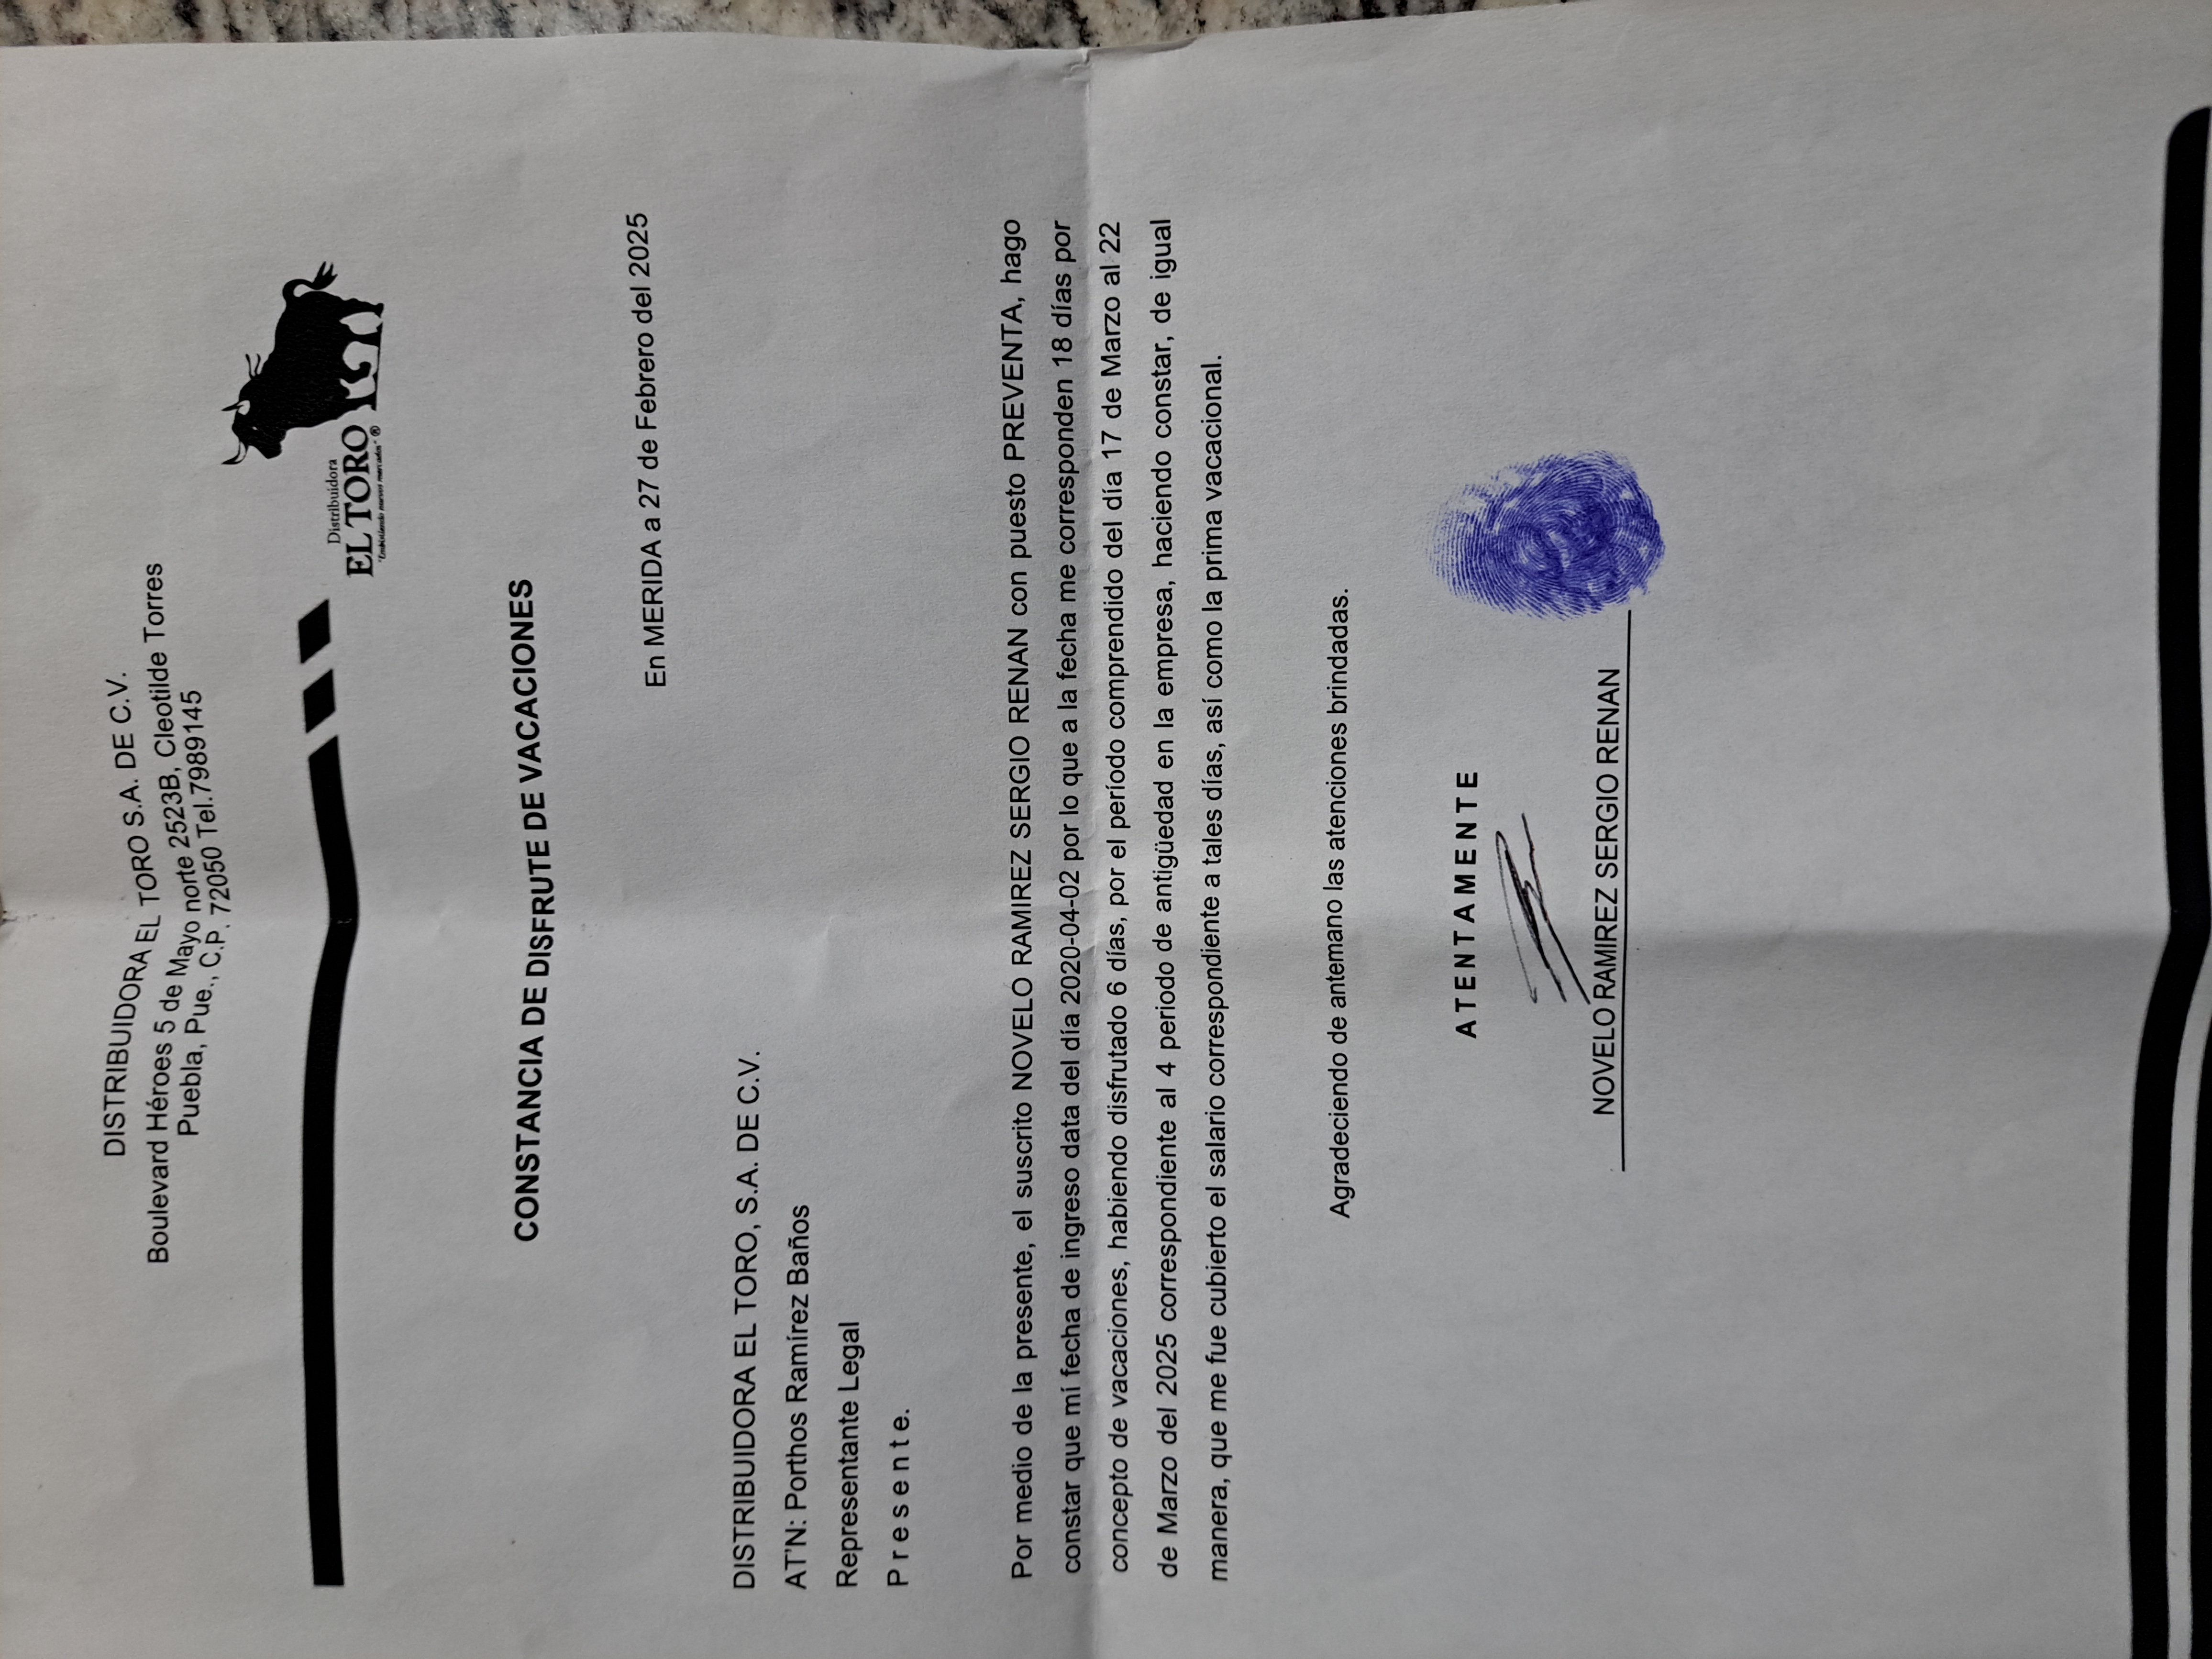 DISTRIBUIDORA EL TORO S.A. DE C.V.
Boulevard Héroes 5 de Mayo norte 2523B, Cleotilde Torres
Puebla, Pue., C.P. 72050 Tel.7989145
Distribuidora
EL TORO ®
CONSTANCIA DE DISFRUTE DE VACACIONES
En MERIDA a 27 de Febrero del 2025
DISTRIBUIDORA EL TORO, S.A. DE C.V.
AT'N: Porthos Ramírez Baños
Representante Legal
P r e s e n t e.
Por medio de la presente, el suscrito NOVELO RAMIREZ SERGIO RENAN con puesto PREVENTA, hago
constar que mí fecha de ingreso data del día 2020-04-02 por lo que a la fecha me corresponden 18 días por
concepto de vacaciones, habiendo disfrutado 6 días, por el período comprendido del día 17 de Marzo al 22
de Marzo del 2025 correspondiente al 4 periodo de antigüedad en la empresa, haciendo constar, de igual
manera, que me fue cubierto el salario correspondiente a tales días, así como la prima vacacional.
Agradeciendo de antemano las atenciones brindadas.
A T E N T A M E N T E
NOVELO RAMIREZ SERGIO RENAN